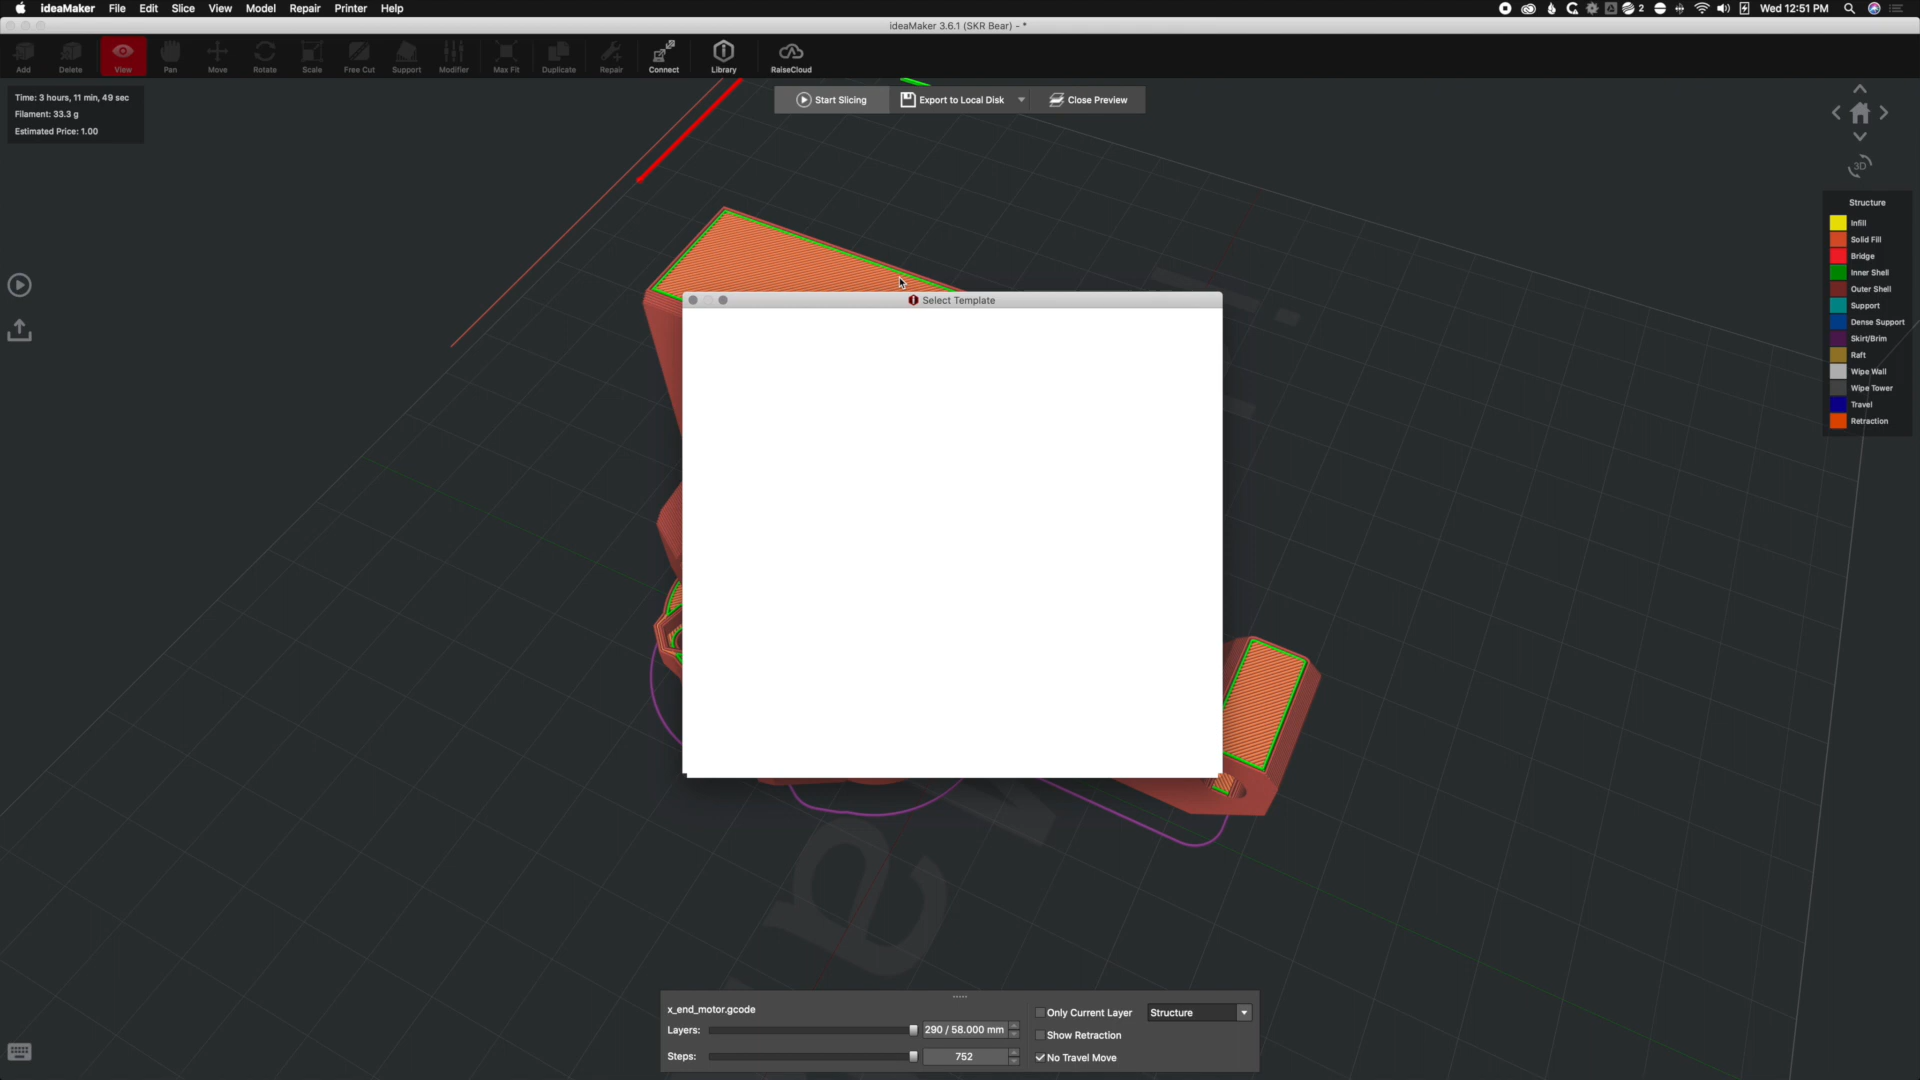 ideaMaker File Edit Slice View Model Repair Printer Help
2 Wed 12:51 PM
ideaMaker 3.6.1 (SKR Bear) - *
Add Delete View Pan Move Rotate Scale Free Cut Support Modifier Max Fit Duplicate Repair Connect Library RaiseCloud
Time: 3 hours, 11 min, 49 sec
Filament: 33.3 g
Estimated Price: 1.00
Start Slicing Export to Local Disk Close Preview
3D
Structure
Infill
Solid Fill
Bridge
Inner Shell
Outer Shell
Support
Dense Support
Skirt/Brim
Raft
Wipe Wall
Wipe Tower
Travel
Retraction
Select Template
x_end_motor.gcode
Only Current Layer Structure
Layers: 290 / 58.000 mm
Show Retraction
Steps: 752
No Travel Move